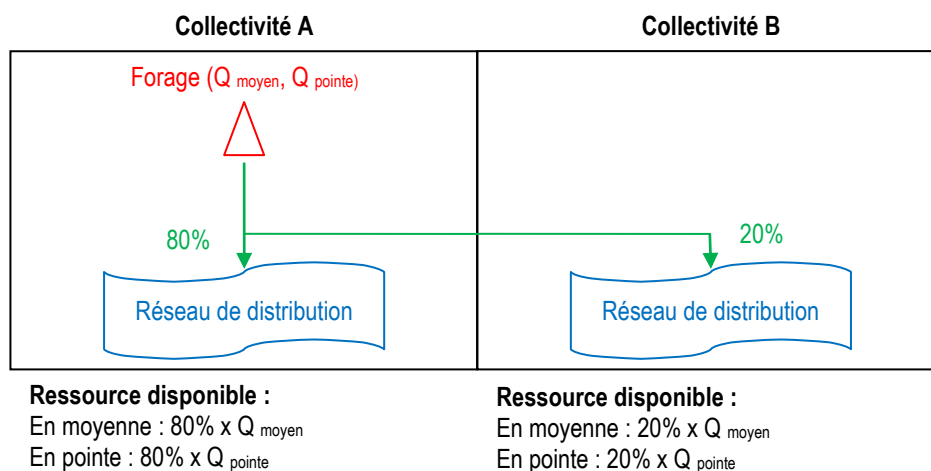 Collectivité A
Collectivité B
Forage (Q moyen, Q pointe)
80%
20%
Réseau de distribution
Réseau de distribution
Ressource disponible :
En moyenne : 80% x Q moyen
En pointe : 80% x Q pointe
Ressource disponible :
En moyenne : 20% x Q moyen
En pointe : 20% x Q pointe